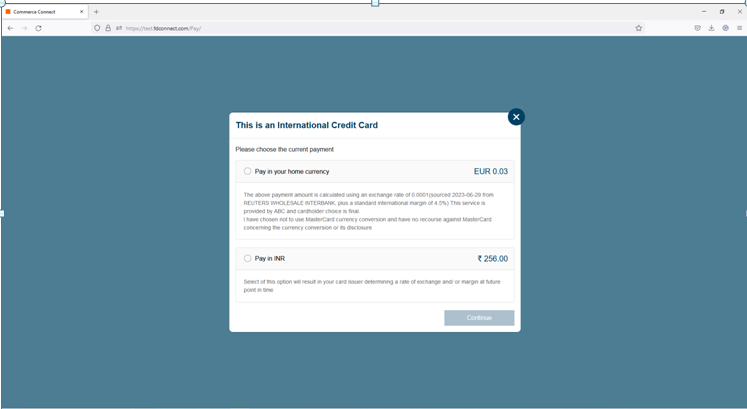 Commerce Connect
https://test.fdconnect.com/Pay/
This is an International Credit Card
Please choose the current payment
Pay in your home currency
EUR 0.03
The above payment amount is calculated using an exchange rate of 0.0001(sourced 2023-06-29 from
REUTERS WHOLESALE INTERBANK, plus a standard international margin of 4.5%) This service is
provided by ABC and cardholder choice is final.
I have chosen not to use MasterCard currency conversion and have no recourse against MasterCard
concerning the currency conversion or its disclosure
Pay in INR
₹ 256.00
Select of this option will result in your card issuer determining a rate of exchange and/ or margin at future
point in time
Continue